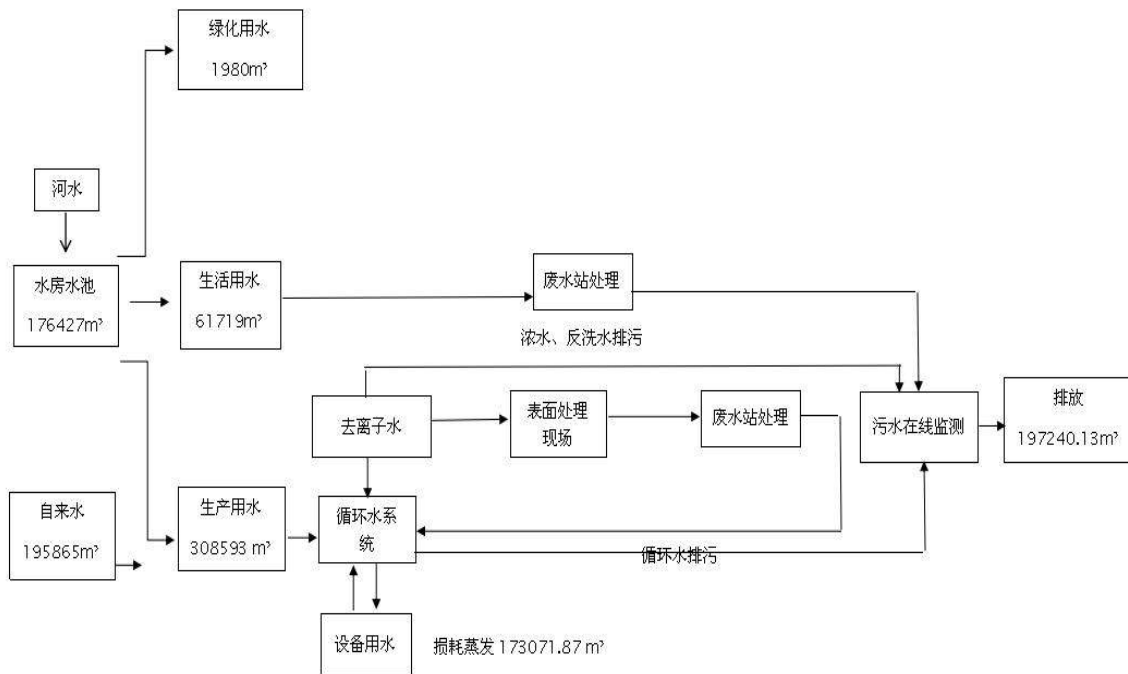 绿化用水
1980m³
河水
水房水池
176427m³
生活用水
61719m³
废水站处理
浓水、反洗水排污
去离子水
表面处理
现场
废水站处理
污水在线监测
排放
197240.13m³
自来水
195865m³
生产用水
308593 m³
循环水系
统
循环水排污
设备用水
损耗蒸发 173071.87 m³